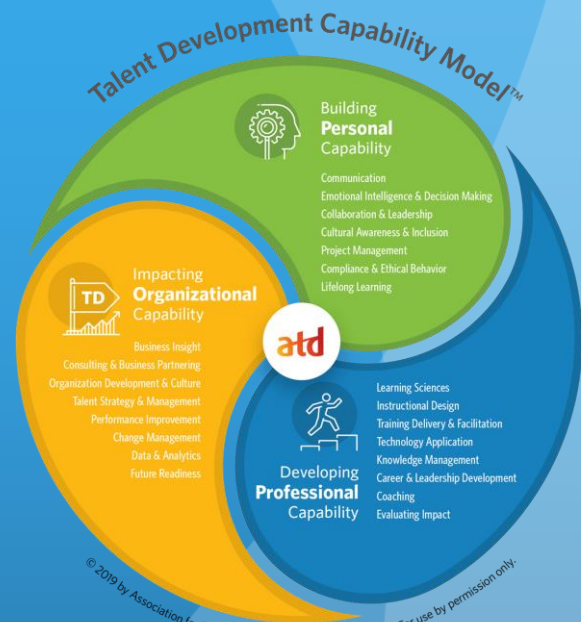 Talent Development Capability Model™
Building
Personal
Capability
Communication
Emotional Intelligence & Decision Making
Collaboration & Leadership
Cultural Awareness & Inclusion
Project Management
Compliance & Ethical Behavior
Lifelong Learning
TD
Impacting
Organizational
Capability
Business Insight
Consulting & Business Partnering
Organization Development & Culture
Talent Strategy & Management
Performance Improvement
Change Management
Data & Analytics
Future Readiness
atd
Learning Sciences
Instructional Design
Training Delivery & Facilitation
Technology Application
Knowledge Management
Career & Leadership Development
Coaching
Evaluating Impact
Developing
Professional
Capability
© 2019 by Association
use by permission only.